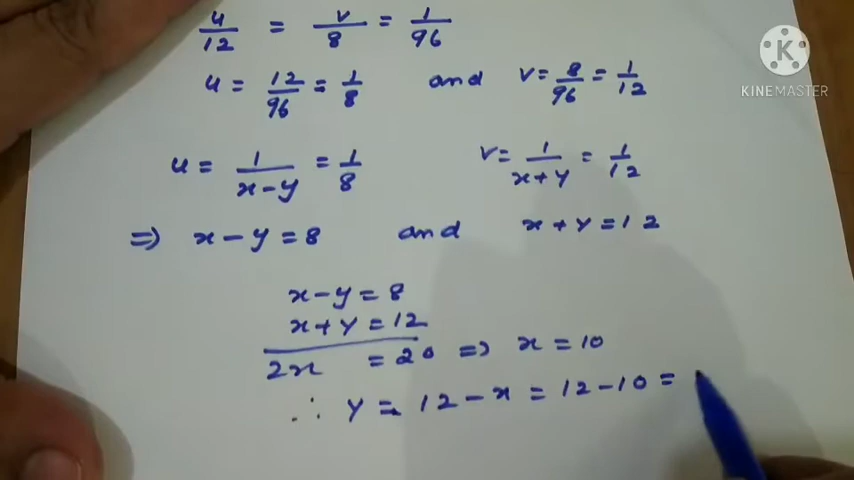 u/12 = v/8 = 1/96
K
KINEMASTER
u = 12/96 = 1/8 and v = 8/96 = 1/12
u = 1/x-y = 1/8 v = 1/x+y = 1/12
⇒ x - y = 8 and x + y = 12
x - y = 8
x + y = 12
2x = 20 ⇒ x = 10
∴ y = 12 - x = 12 - 10 =